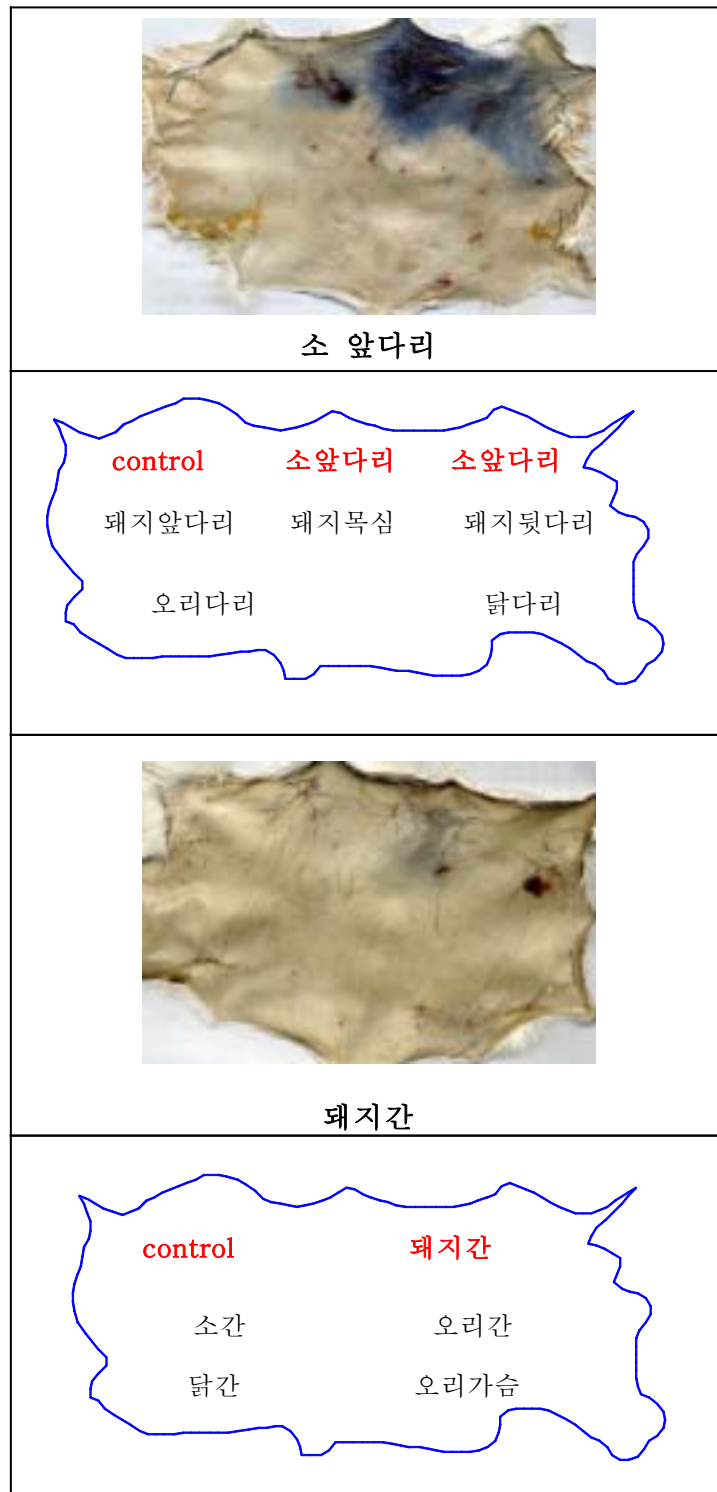 소 앞다리
control 소앞다리 소앞다리
돼지앞다리 돼지목심 돼지뒷다리
오리다리 닭다리
돼지간
control 돼지간
소간 오리간
닭간 오리가슴